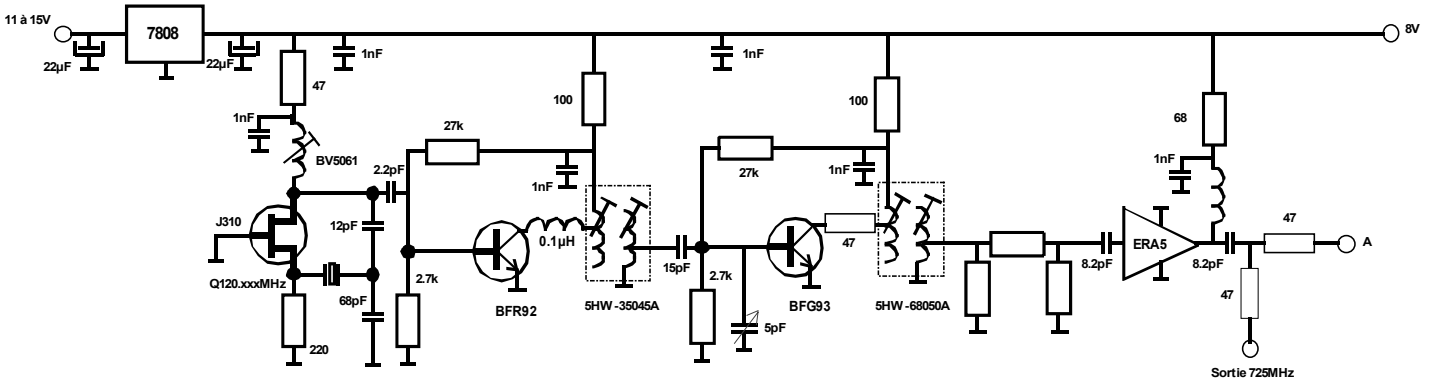 11 à 15V
7808
8V
22µF
22µF
1nF
1nF
47
100
100
68
1nF
27k
27k
BV5061
2.2pF
1nF
1nF
1nF
J310
12pF
0.1µH
47
47
A
ERA5
15pF
8.2pF
8.2pF
Q120.xxxMHz
2.7k
2.7k
68pF
5HW-35045A
BFG93
5HW-68050A
47
BFR92
5pF
220
Sortie 725MHz